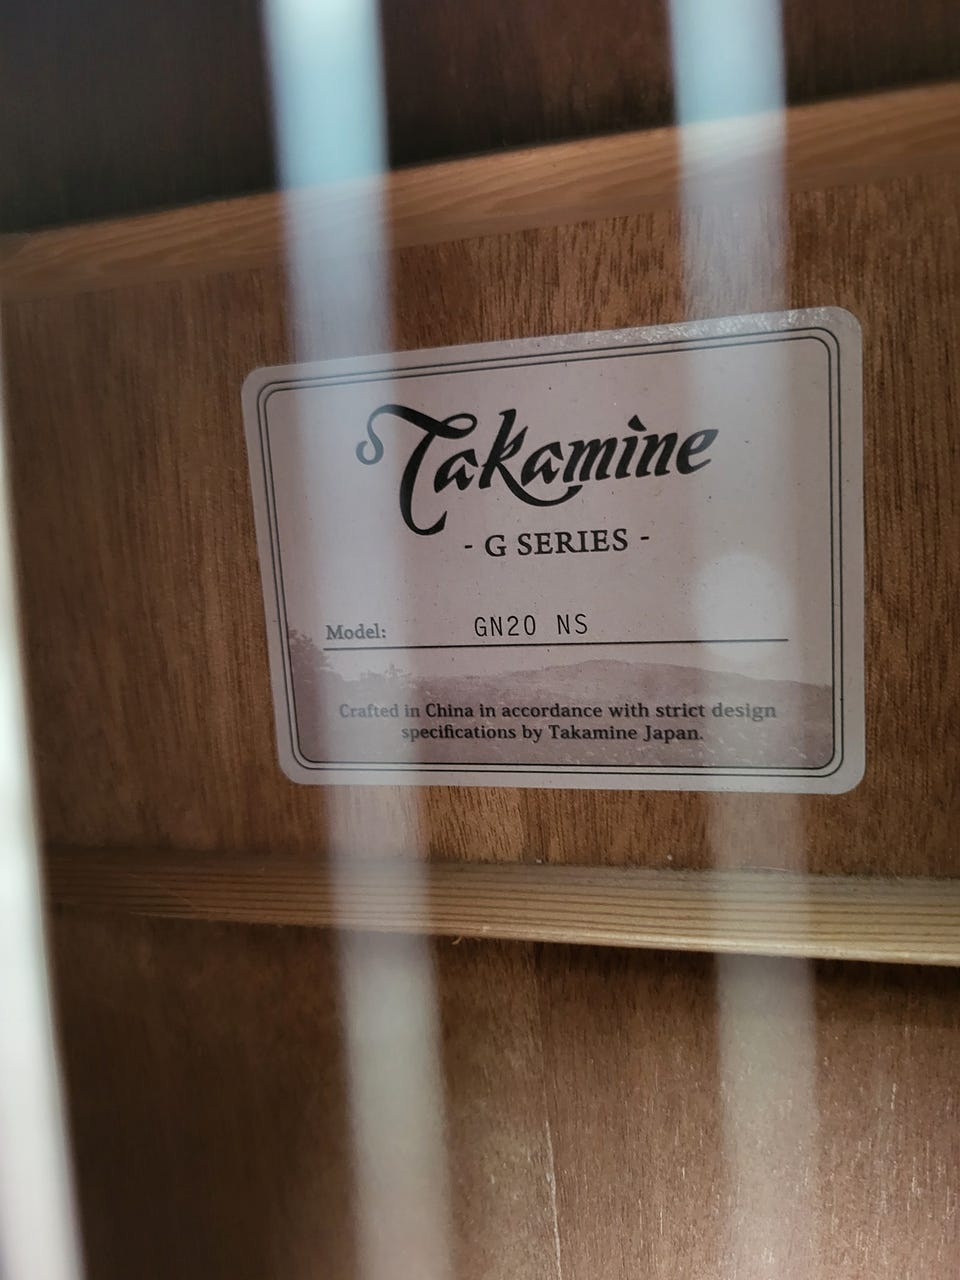 Takamine
- G SERIES -
Model: GN20 NS
Crafted in China in accordance with strict design
specifications by Takamine Japan.